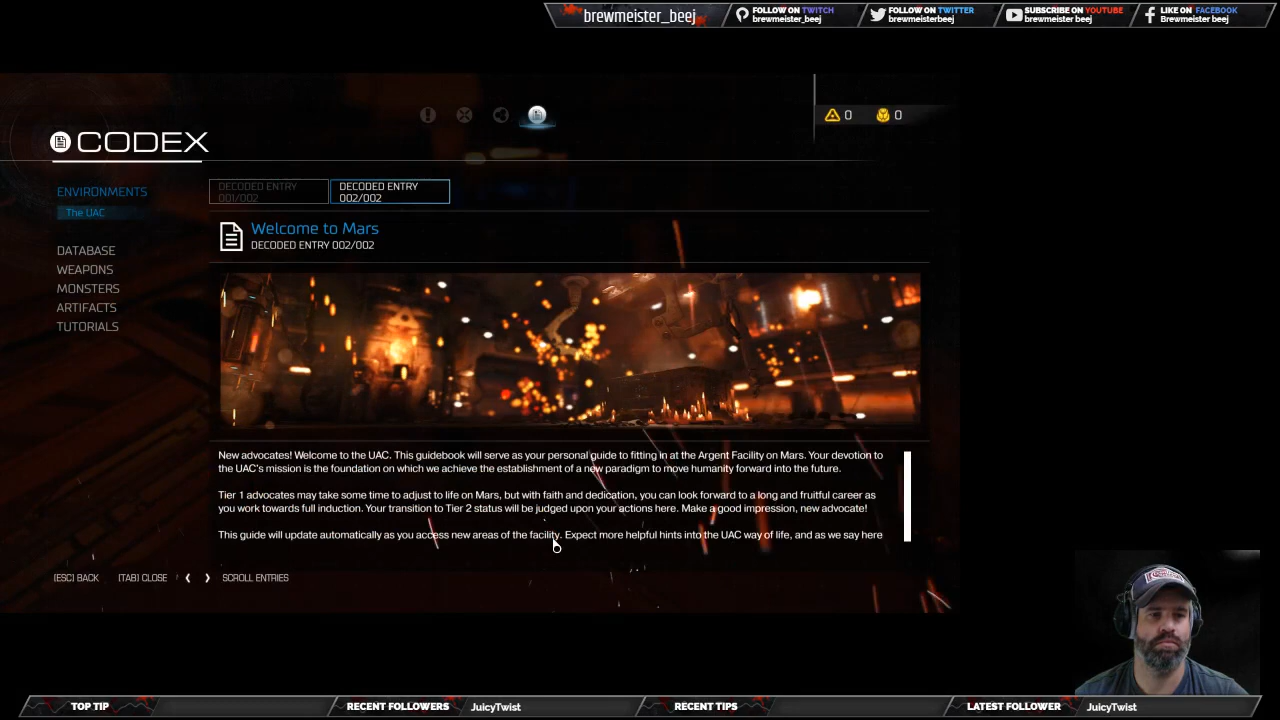 brewmeister_beej
FOLLOW ON TWITCH
brewmeister_beej
FOLLOW ON TWITTER
brewmeisterbeej
SUBSCRIBE ON YOUTUBE
brewmeister beej
LIKE ON FACEBOOK
Brewmeister beej
0 0
CODEX
ENVIRONMENTS
The UAC
DATABASE
WEAPONS
MONSTERS
ARTIFACTS
TUTORIALS
DECODED ENTRY
001/002
DECODED ENTRY
002/002
Welcome to Mars
DECODED ENTRY 002/002
New advocates! Welcome to the UAC. This guidebook will serve as your personal guide to fitting in at the Argent Facility on Mars. Your devotion to
the UAC's mission is the foundation on which we achieve the establishment of a new paradigm to move humanity forward into the future.
Tier 1 advocates may take some time to adjust to life on Mars, but with faith and dedication, you can look forward to a long and fruitful career as
you work towards full induction. Your transition to Tier 2 status will be judged upon your actions here. Make a good impression, new advocate!
This guide will update automatically as you access new areas of the facility. Expect more helpful hints into the UAC way of life, and as we say here
[ESC] BACK [TAB] CLOSE / ❮ ❯ SCROLL ENTRIES
TOP TIP
RECENT FOLLOWERS JuicyTwist
RECENT TIPS
LATEST FOLLOWER JuicyTwist